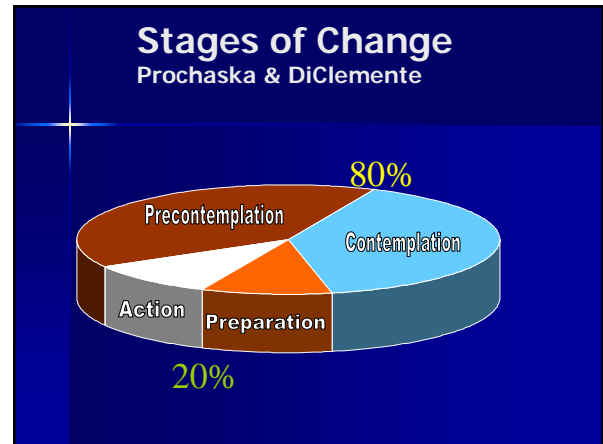 Stages of Change
Prochaska & DiClemente
80%
Precontemplation
Contemplation
Action
Preparation
20%